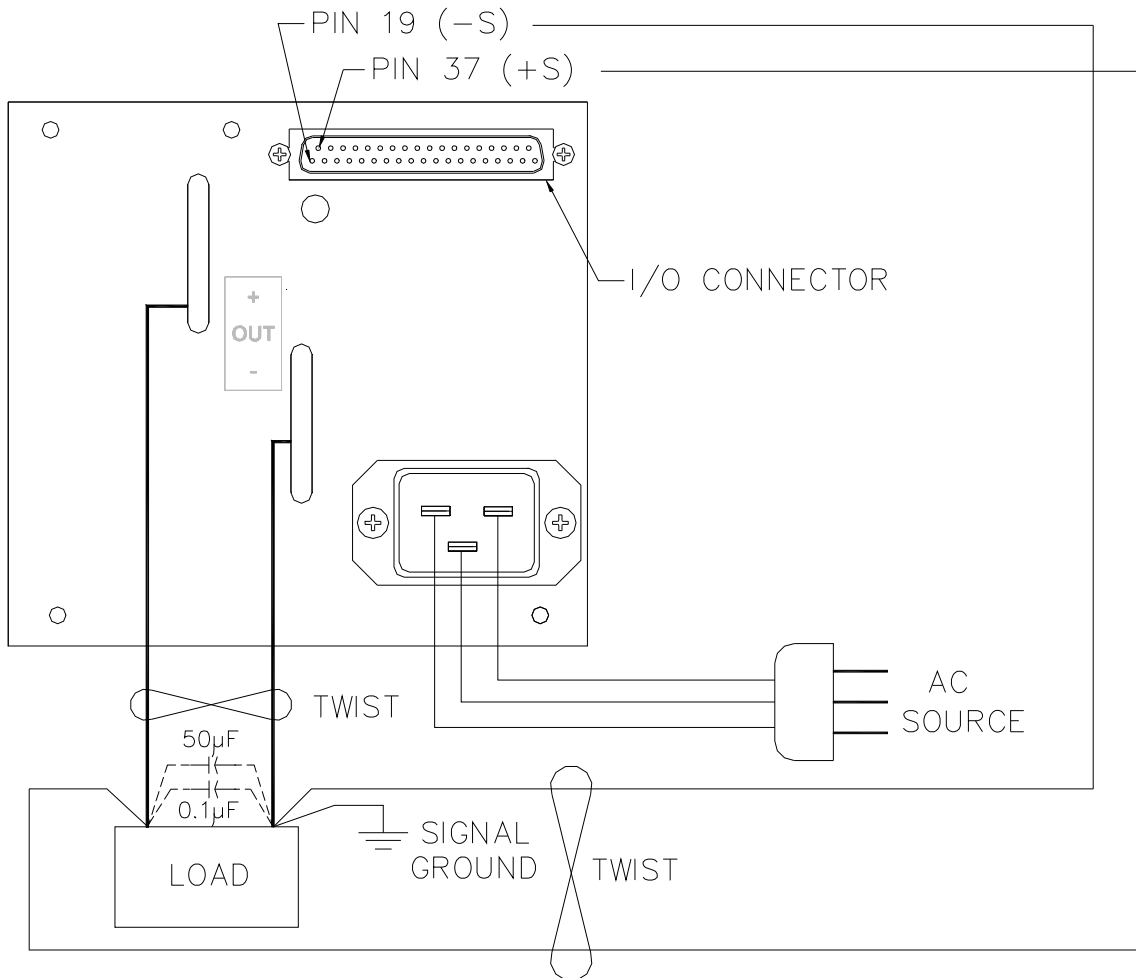 PIN 19 (−S)
PIN 37 (+S)
I/O CONNECTOR
+
OUT
-
AC
SOURCE
TWIST
50µF
0.1µF
LOAD
SIGNAL
GROUND
TWIST